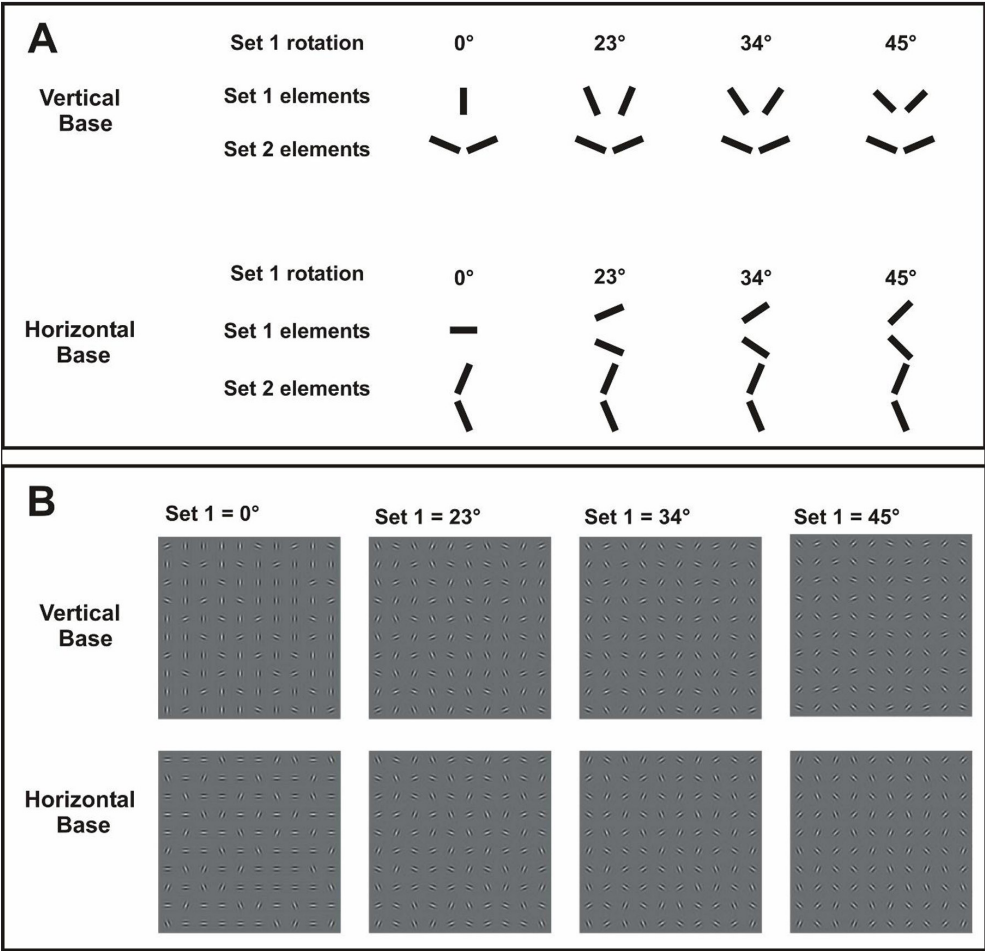 A
Set 1 rotation 0° 23° 34° 45°
Vertical
Base
Set 1 elements
Set 2 elements
Set 1 rotation 0° 23° 34° 45°
Horizontal
Base
Set 1 elements
Set 2 elements
B
Set 1 = 0° Set 1 = 23° Set 1 = 34° Set 1 = 45°
Vertical
Base
Horizontal
Base